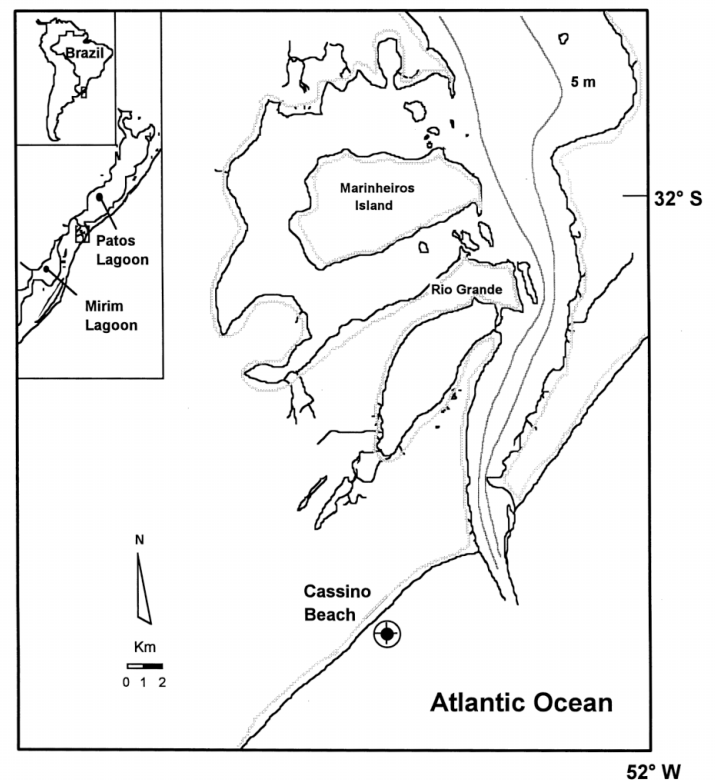 Brazil
5 m
32° S
Marinheiros
Island
Patos
Lagoon
Rio Grande
Mirim
Lagoon
N
Cassino
Beach
Km
0 1 2
Atlantic Ocean
52° W